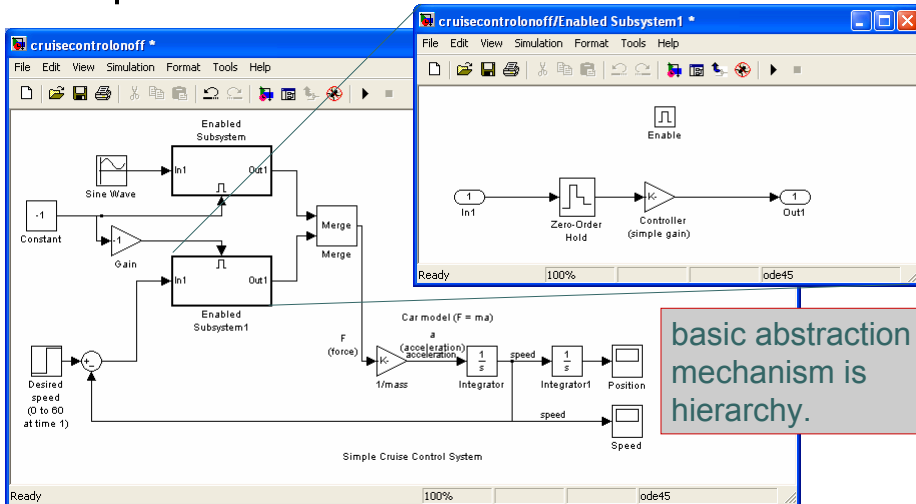 cruisecontrolonoff/Enabled Subsystem1 *
File Edit View Simulation Format Tools Help
Enable
1
In1
Zero-Order
Hold
K-
Controller
(simple gain)
1
Out1
Ready 100% ode45
cruisecontrolonoff *
File Edit View Simulation Format Tools Help
Enabled
Subsystem
In1 Out1
Sine Wave
-1
Constant
-1
Gain
Merge
Merge
In1 Out1
Enabled
Subsystem1
Car model (F = ma)
F
(force)
a
(acceleration)
acceleration
K-
1/mass
1
s
Integrator
speed
1
s
Integrator1
Position
Desired
speed
(0 to 60
at time 1)
+
-
speed
Speed
Simple Cruise Control System
Ready 100% ode45
basic abstraction
mechanism is
hierarchy.